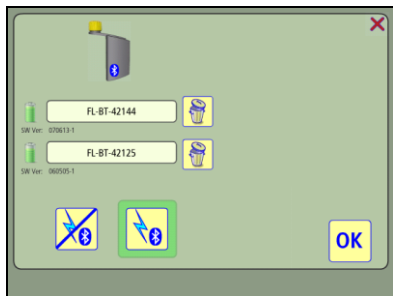 FL-BT-42144
SW Ver: 070613-1
FL-BT-42125
SW Ver: 060505-1
OK